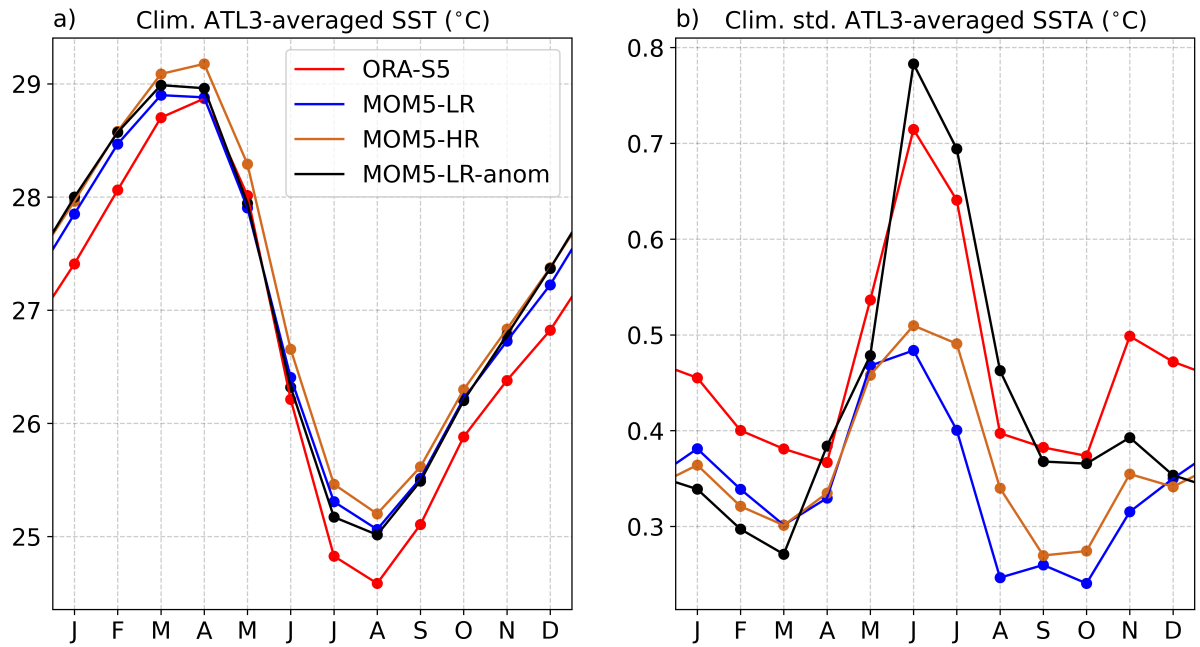 a) Clim. ATL3-averaged SST (°C)
29
28
27
26
25
J F M A M J J A S O N D
ORA-S5
MOM5-LR
MOM5-HR
MOM5-LR-anom
b) Clim. std. ATL3-averaged SSTA (°C)
0.8
0.7
0.6
0.5
0.4
0.3
J F M A M J J A S O N D